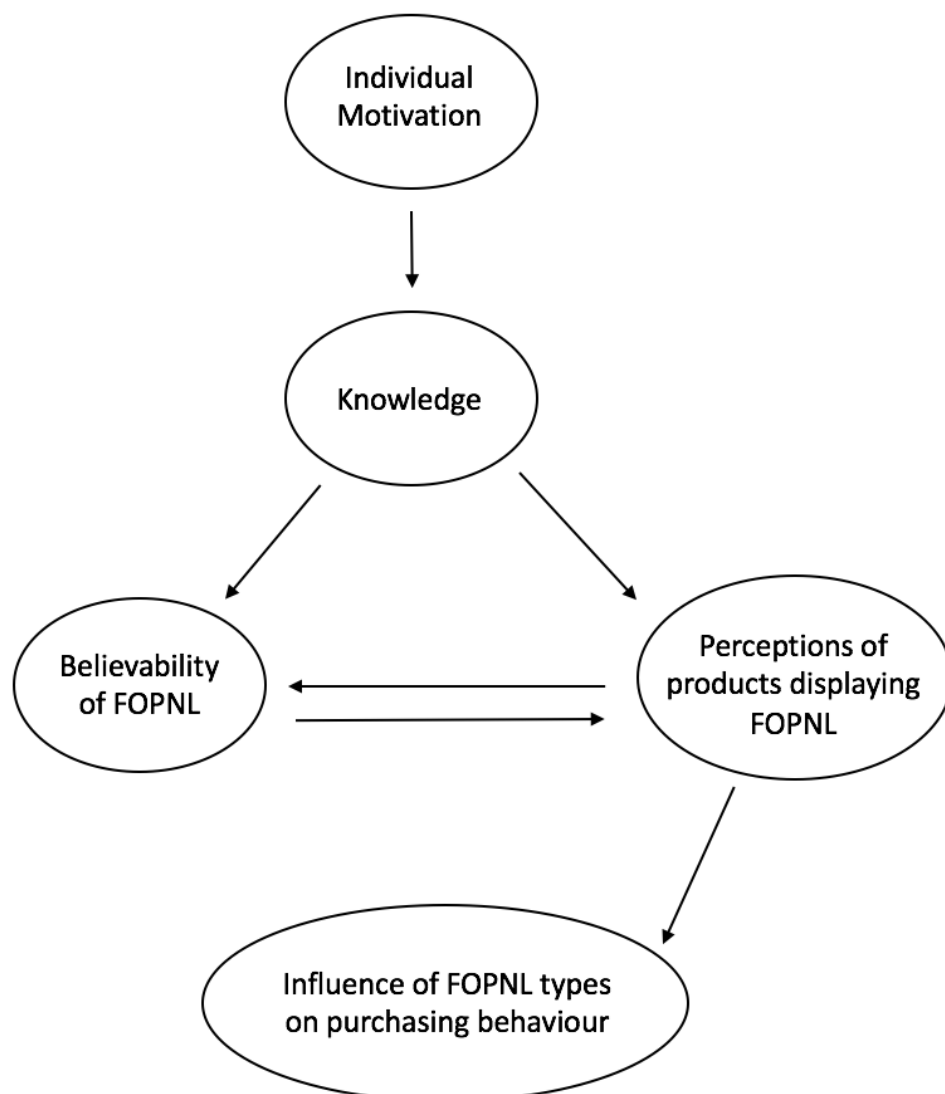 Individual
Motivation
Knowledge
Believability
of FOPNL
Perceptions of
products displaying
FOPNL
Influence of FOPNL types
on purchasing behaviour